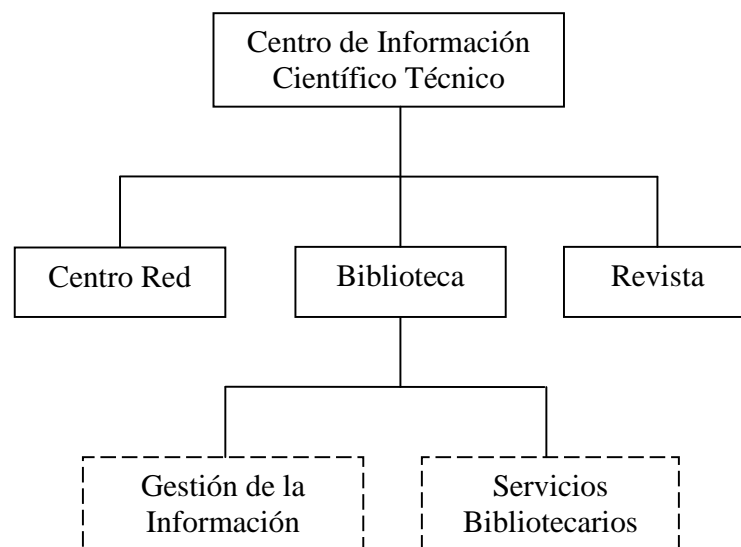 Centro de Información
Científico Técnico
Centro Red
Biblioteca
Revista
Gestión de la
Información
Servicios
Bibliotecarios